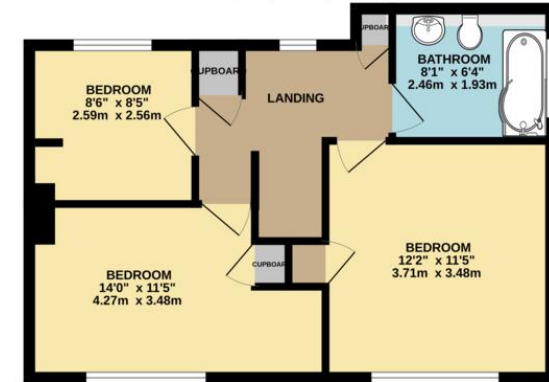 CUPBOARD
BEDROOM
8'6" x 8'5"
2.59m x 2.56m
CUPBOARD
LANDING
BATHROOM
8'1" x 6'4"
2.46m x 1.93m
BEDROOM
14'0" x 11'5"
4.27m x 3.48m
CUPBOARD
BEDROOM
12'2" x 11'5"
3.71m x 3.48m